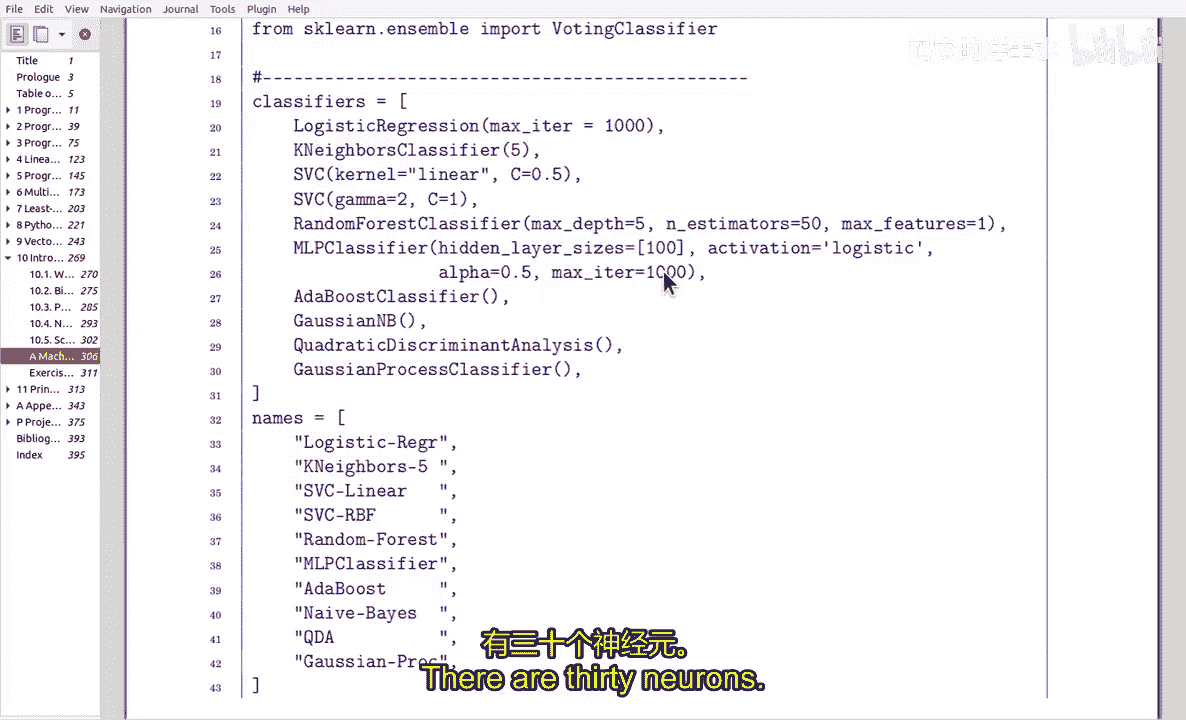 File Edit View Navigation Journal Tools Plugin Help
Title 1
Prologue 3
Table o... 5
1 Progr... 11
2 Progr... 39
3 Progr... 75
4 Linea... 123
5 Progr... 145
6 Multi... 173
7 Least-... 203
8 Pytho... 221
9 Vecto... 243
10 Intro... 269
10.1. W... 270
10.2. Bi... 275
10.3. P... 285
10.4. N... 293
10.5. Sc... 302
A Mach... 306
Exercis... 311
11 Prin... 313
A Appe... 343
P Proje... 375
Bibliog... 393
Index 395
16 from sklearn.ensemble import VotingClassifier
17
18 #-----------------------------------------------
19 classifiers = [
20 LogisticRegression(max_iter = 1000),
21 KNeighborsClassifier(5),
22 SVC(kernel="linear", C=0.5),
23 SVC(gamma=2, C=1),
24 RandomForestClassifier(max_depth=5, n_estimators=50, max_features=1),
25 MLPClassifier(hidden_layer_sizes=[100], activation='logistic',
26 alpha=0.5, max_iter=1000),
27 AdaBoostClassifier(),
28 GaussianNB(),
29 QuadraticDiscriminantAnalysis(),
30 GaussianProcessClassifier(),
31 ]
32 names = [
33 "Logistic-Regr",
34 "KNeighbors-5 ",
35 "SVC-Linear   ",
36 "SVC-RBF      ",
37 "Random-Forest",
38 "MLPClassifier",
39 "AdaBoost     ",
40 "Naive-Bayes  ",
41 "QDA          ",
42 "Gaussian-Proc",
43 ]
有三十个神经元。
There are thirty neurons.